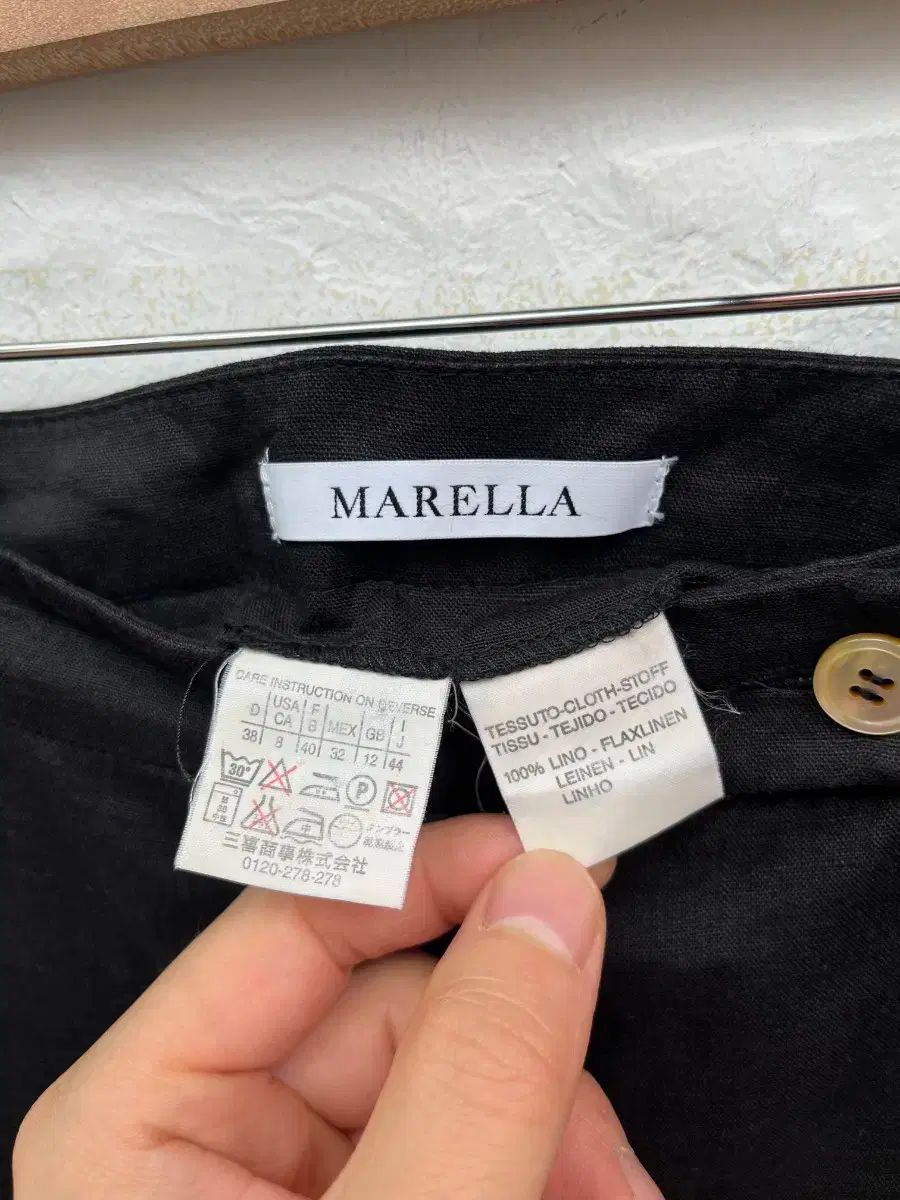 MARELLA
CARE INSTRUCTION ON REVERSE
D USA CA F B MEX GB I J
38 8 40 32 12 44
30° P
三喜商事株式会社
0120-278-278
TESSUTO-CLOTH-STOFF
TISSU - TEJIDO - TECIDO
100% LINO - FLAXLINEN
LEINEN - LIN
LINHO